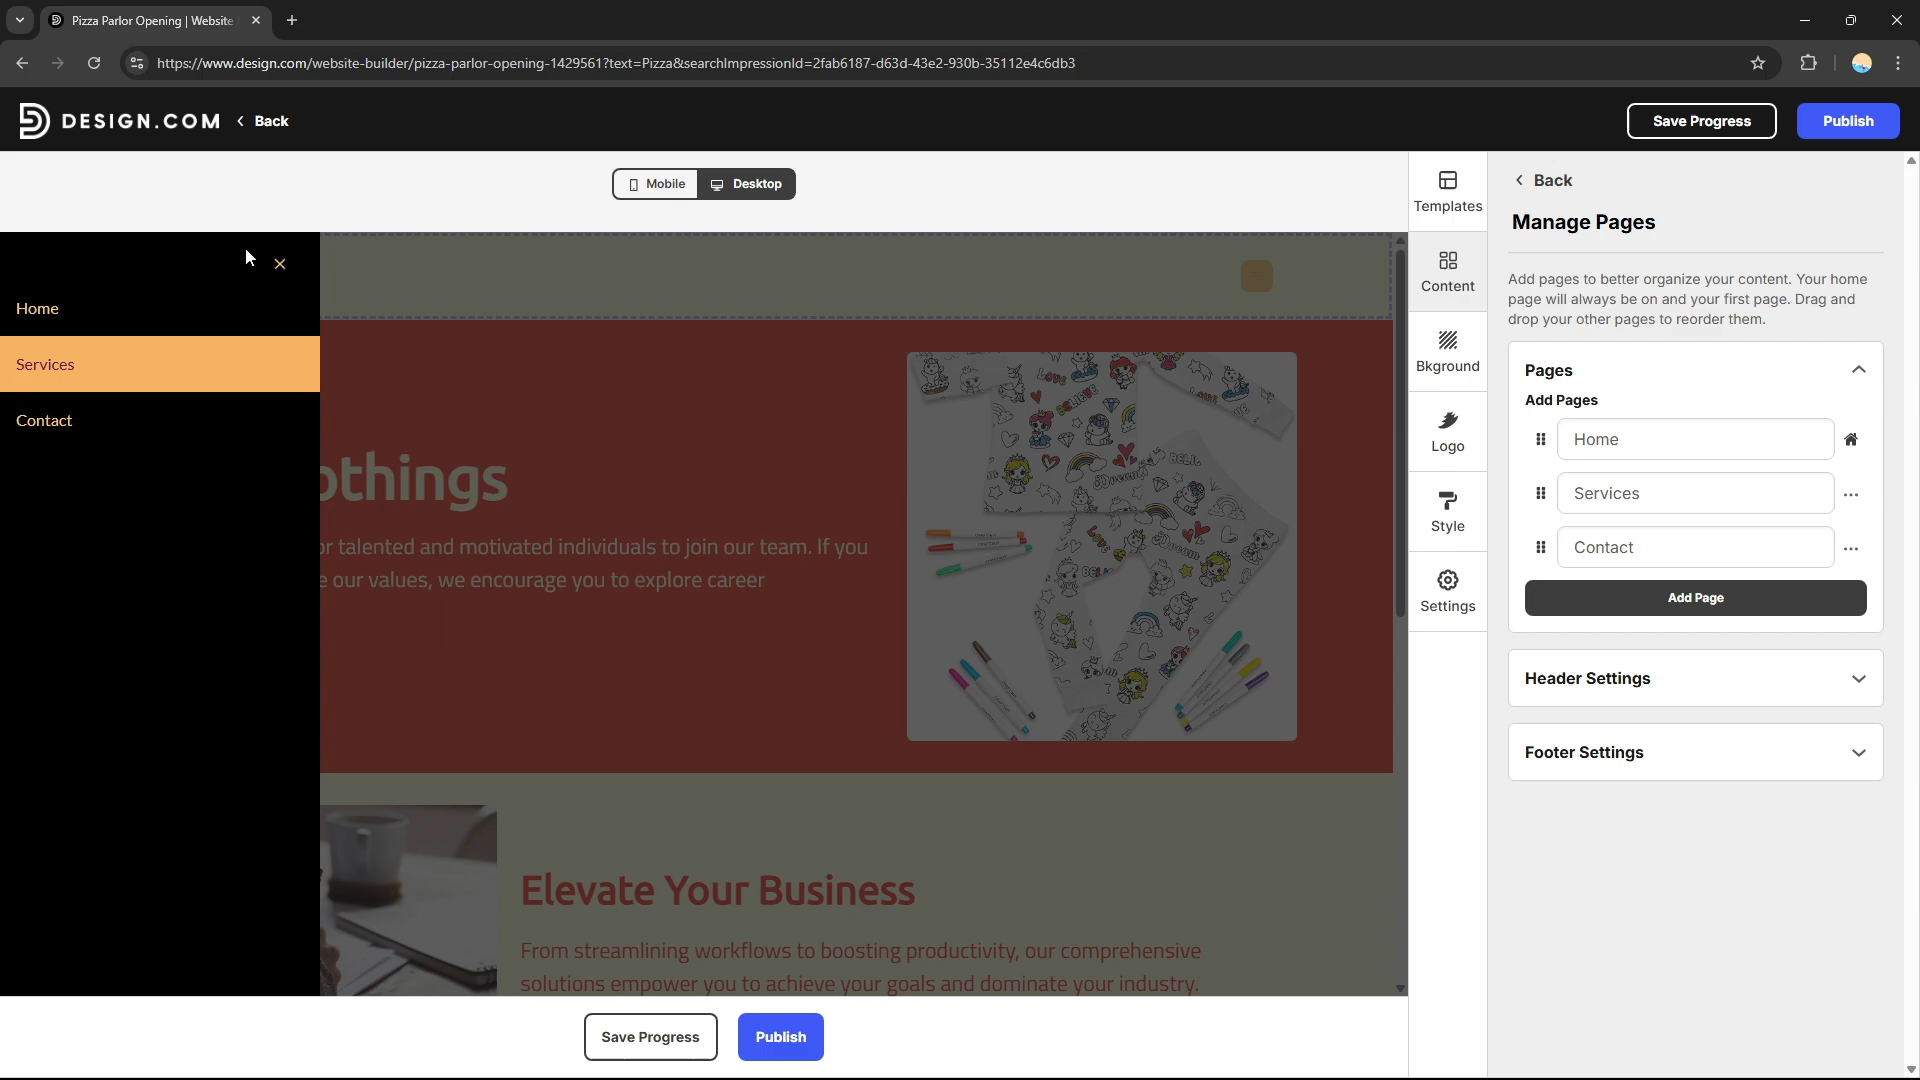 Pizza Parlor Opening | Website
https://www.design.com/website-builder/pizza-parlor-opening-1429561?text=Pizza&searchImpressionId=2fab6187-d63d-43e2-930b-35112e4c6db3
DESIGN.COM
Back
Save Progress
Publish
Mobile
Desktop
Home
Services
Contact
othings
or talented and motivated individuals to join our team. If you
e our values, we encourage you to explore career
LOVE
BELIEVE
Dream
Elevate Your Business
From streamlining workflows to boosting productivity, our comprehensive
solutions empower you to achieve your goals and dominate your industry.
Save Progress
Publish
Templates
Content
Bkground
Logo
Style
Settings
Back
Manage Pages
Add pages to better organize your content. Your home
page will always be on and your first page. Drag and
drop your other pages to reorder them.
Pages
Add Pages
Home
Services
Contact
Add Page
Header Settings
Footer Settings